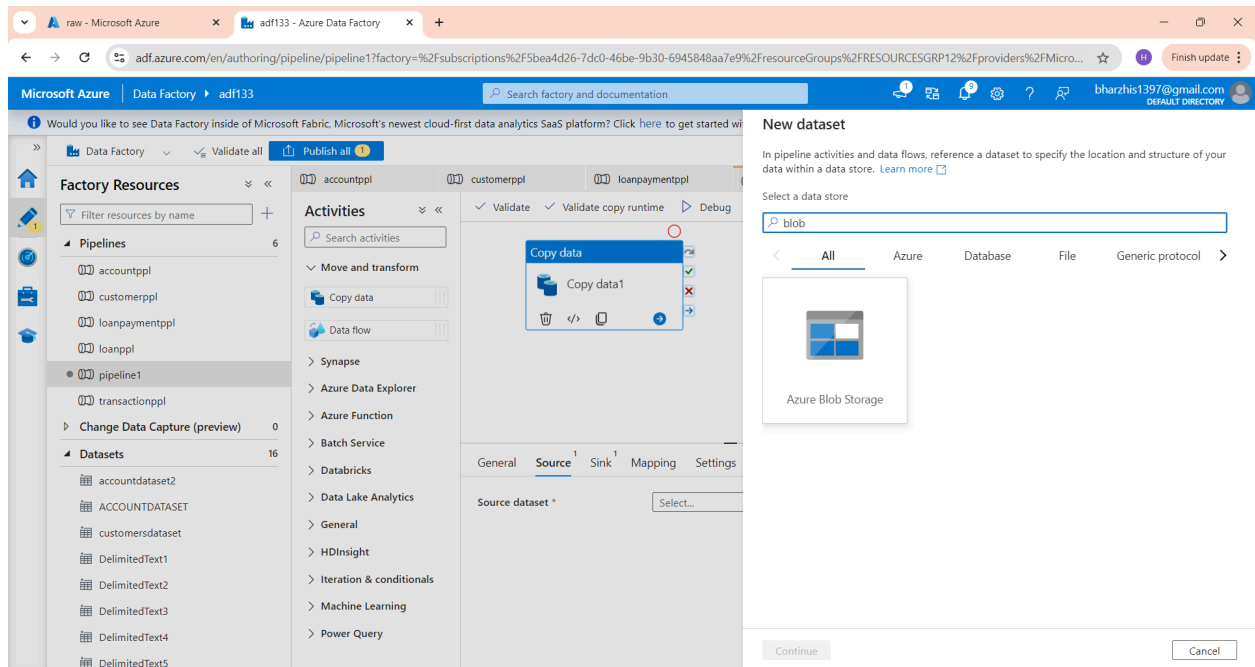 raw - Microsoft Azure
adf133 - Azure Data Factory
adf.azure.com/en/authoring/pipeline/pipeline1?factory=%2Fsubscriptions%2F5bea4d26-7dc0-46be-9b30-6945848aa7e9%2FresourceGroups%2FRESOURCESGRP12%2Fproviders%2FMicro...
H
Finish update
Microsoft Azure
Data Factory
adf133
Search factory and documentation
1
9
bharzhis1397@gmail.com
DEFAULT DIRECTORY
Would you like to see Data Factory inside of Microsoft Fabric, Microsoft's newest cloud-first data analytics SaaS platform? Click here to get started wi
Data Factory
Validate all
Publish all 1
1
Factory Resources
Filter resources by name
Pipelines 6
accountppl
customerppl
loanpaymentppl
loanppl
pipeline1
transactionppl
Change Data Capture (preview) 0
Datasets 16
accountdataset2
ACCOUNTDATASET
customersdataset
DelimitedText1
DelimitedText2
DelimitedText3
DelimitedText4
DelimitedText5
accountppl
customerppl
loanpaymentppl
Activities
Search activities
Move and transform
Copy data
Data flow
Synapse
Azure Data Explorer
Azure Function
Batch Service
Databricks
Data Lake Analytics
General
HDInsight
Iteration & conditionals
Machine Learning
Power Query
Validate
Validate copy runtime
Debug
Copy data
Copy data1
General
Source 1
Sink 1
Mapping
Settings
Source dataset *
Select...
New dataset
In pipeline activities and data flows, reference a dataset to specify the location and structure of your
data within a data store. Learn more
Select a data store
blob
All
Azure
Database
File
Generic protocol
Azure Blob Storage
Continue
Cancel